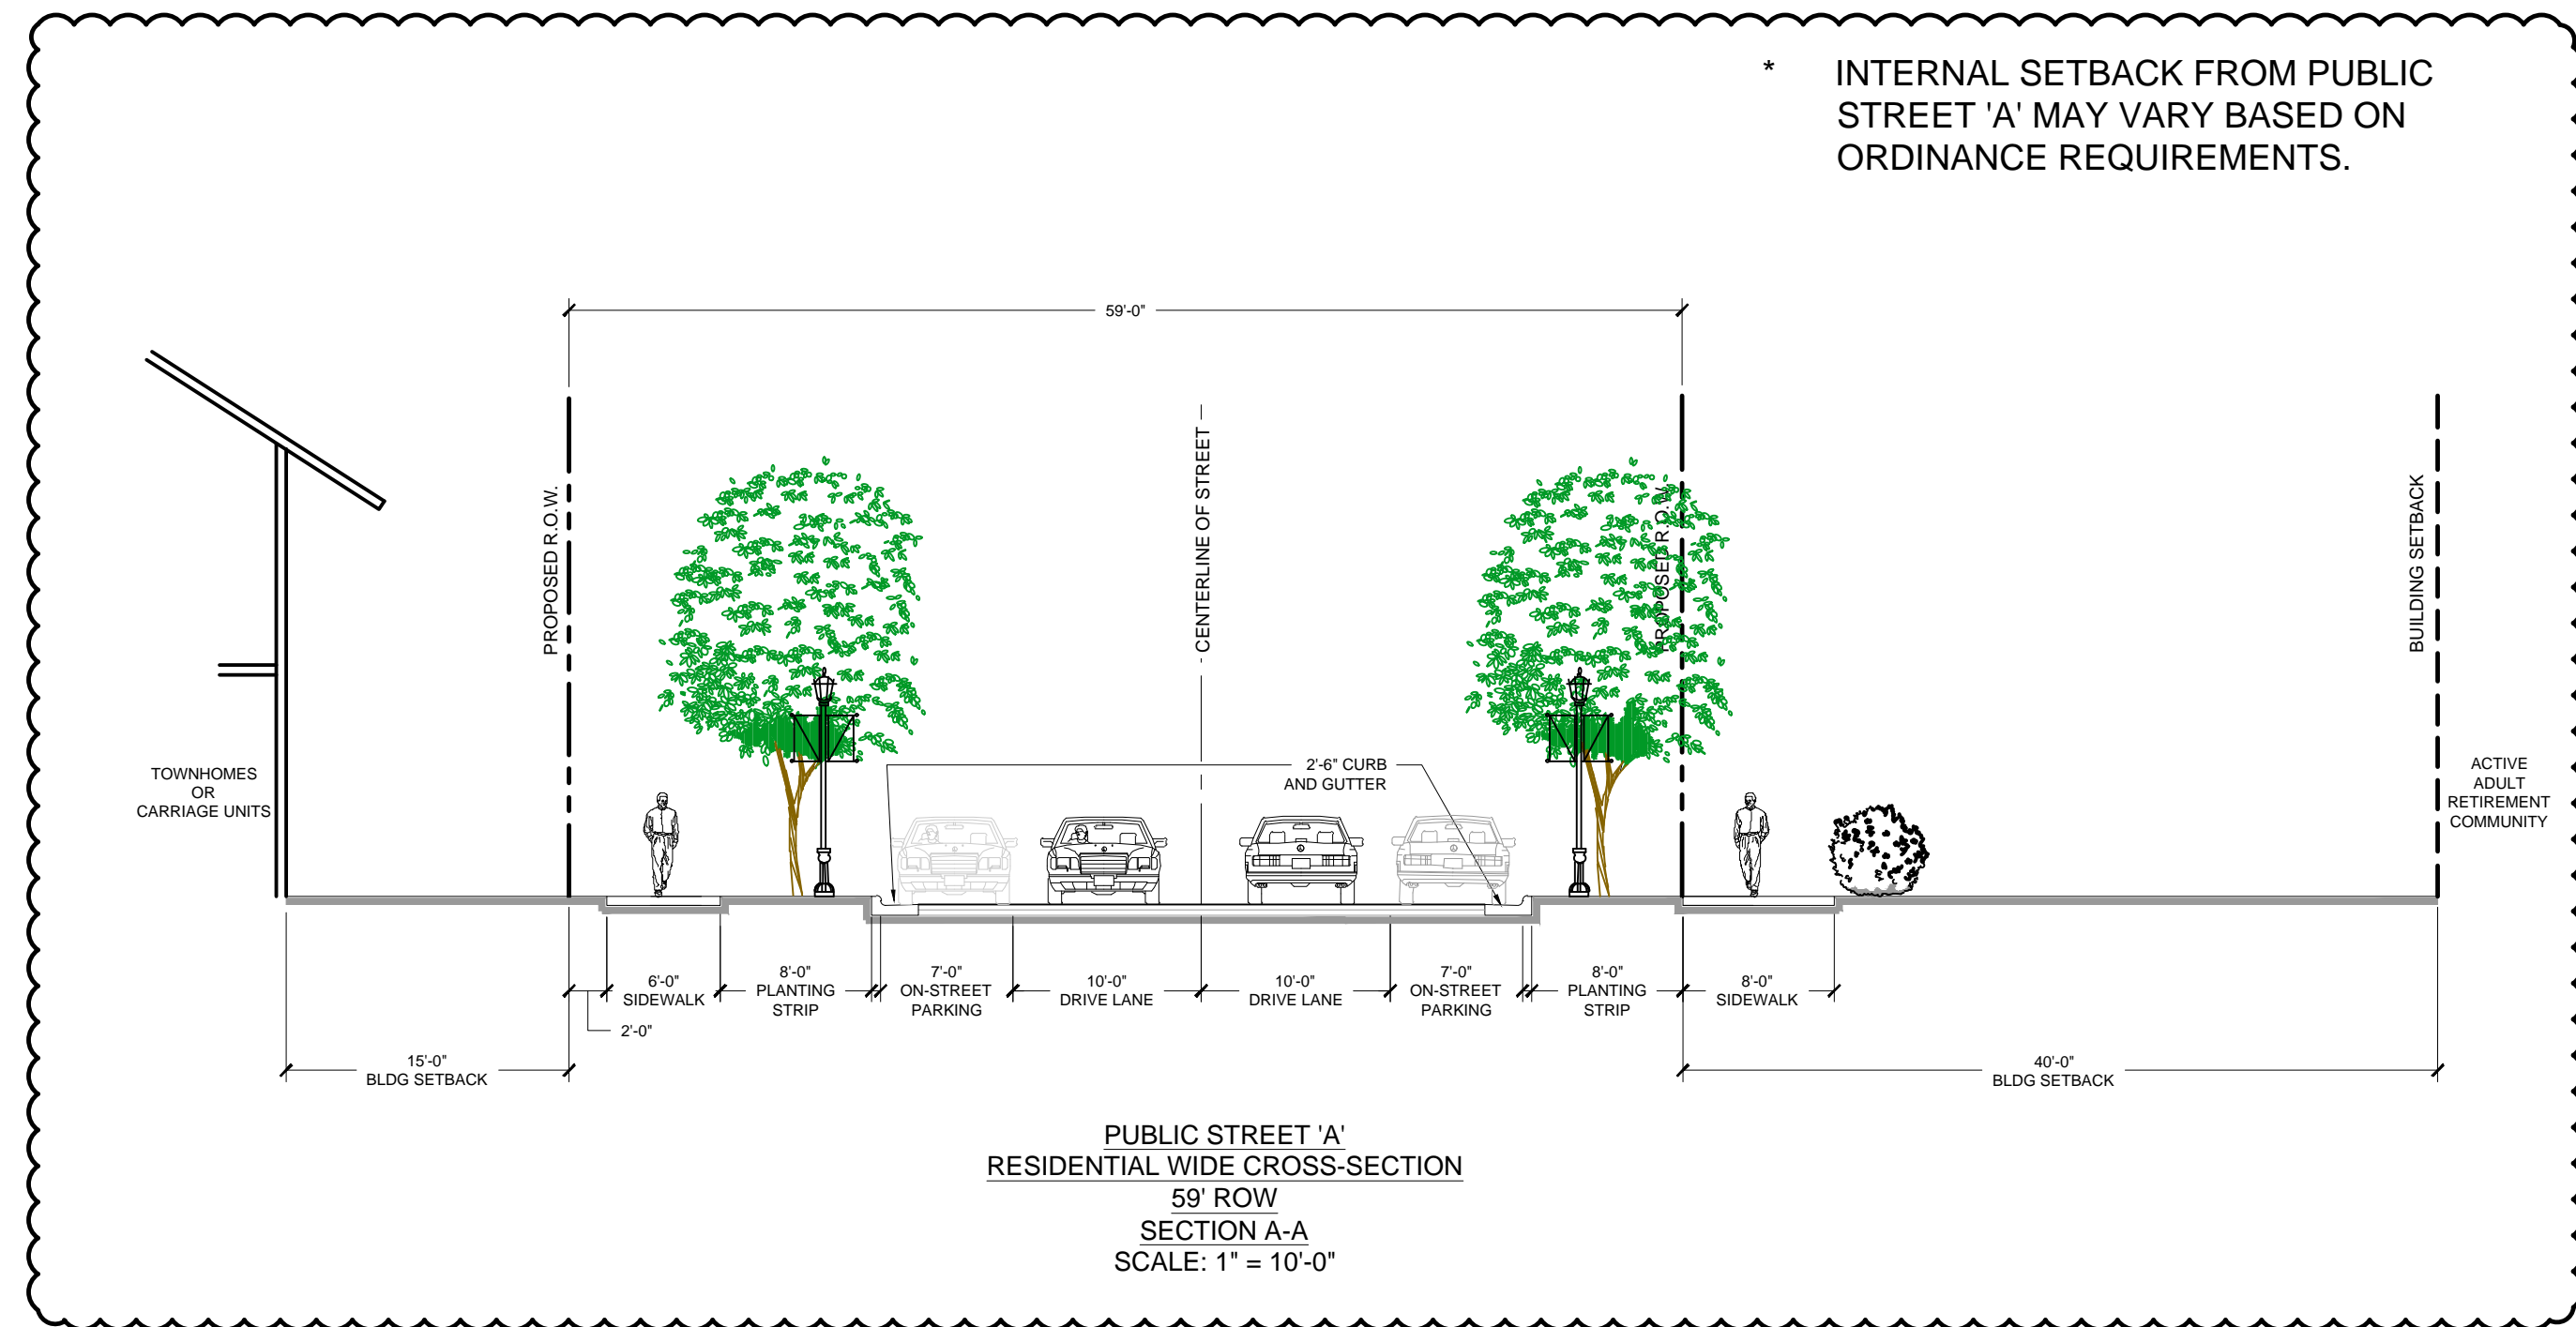 * INTERNAL SETBACK FROM PUBLIC
STREET 'A' MAY VARY BASED ON
ORDINANCE REQUIREMENTS.
59'-0"
PROPOSED R.O.W.
CENTERLINE OF STREET
PROPOSED R.O.W.
BUILDING SETBACK
TOWNHOMES
OR
CARRIAGE UNITS
2'-6" CURB
AND GUTTER
ACTIVE
ADULT
RETIREMENT
COMMUNITY
6'-0"
SIDEWALK
8'-0"
PLANTING
STRIP
7'-0"
ON-STREET
PARKING
10'-0"
DRIVE LANE
10'-0"
DRIVE LANE
7'-0"
ON-STREET
PARKING
8'-0"
PLANTING
STRIP
8'-0"
SIDEWALK
2'-0"
15'-0"
BLDG SETBACK
40'-0"
BLDG SETBACK
PUBLIC STREET 'A'
RESIDENTIAL WIDE CROSS-SECTION
59' ROW
SECTION A-A
SCALE: 1" = 10'-0"